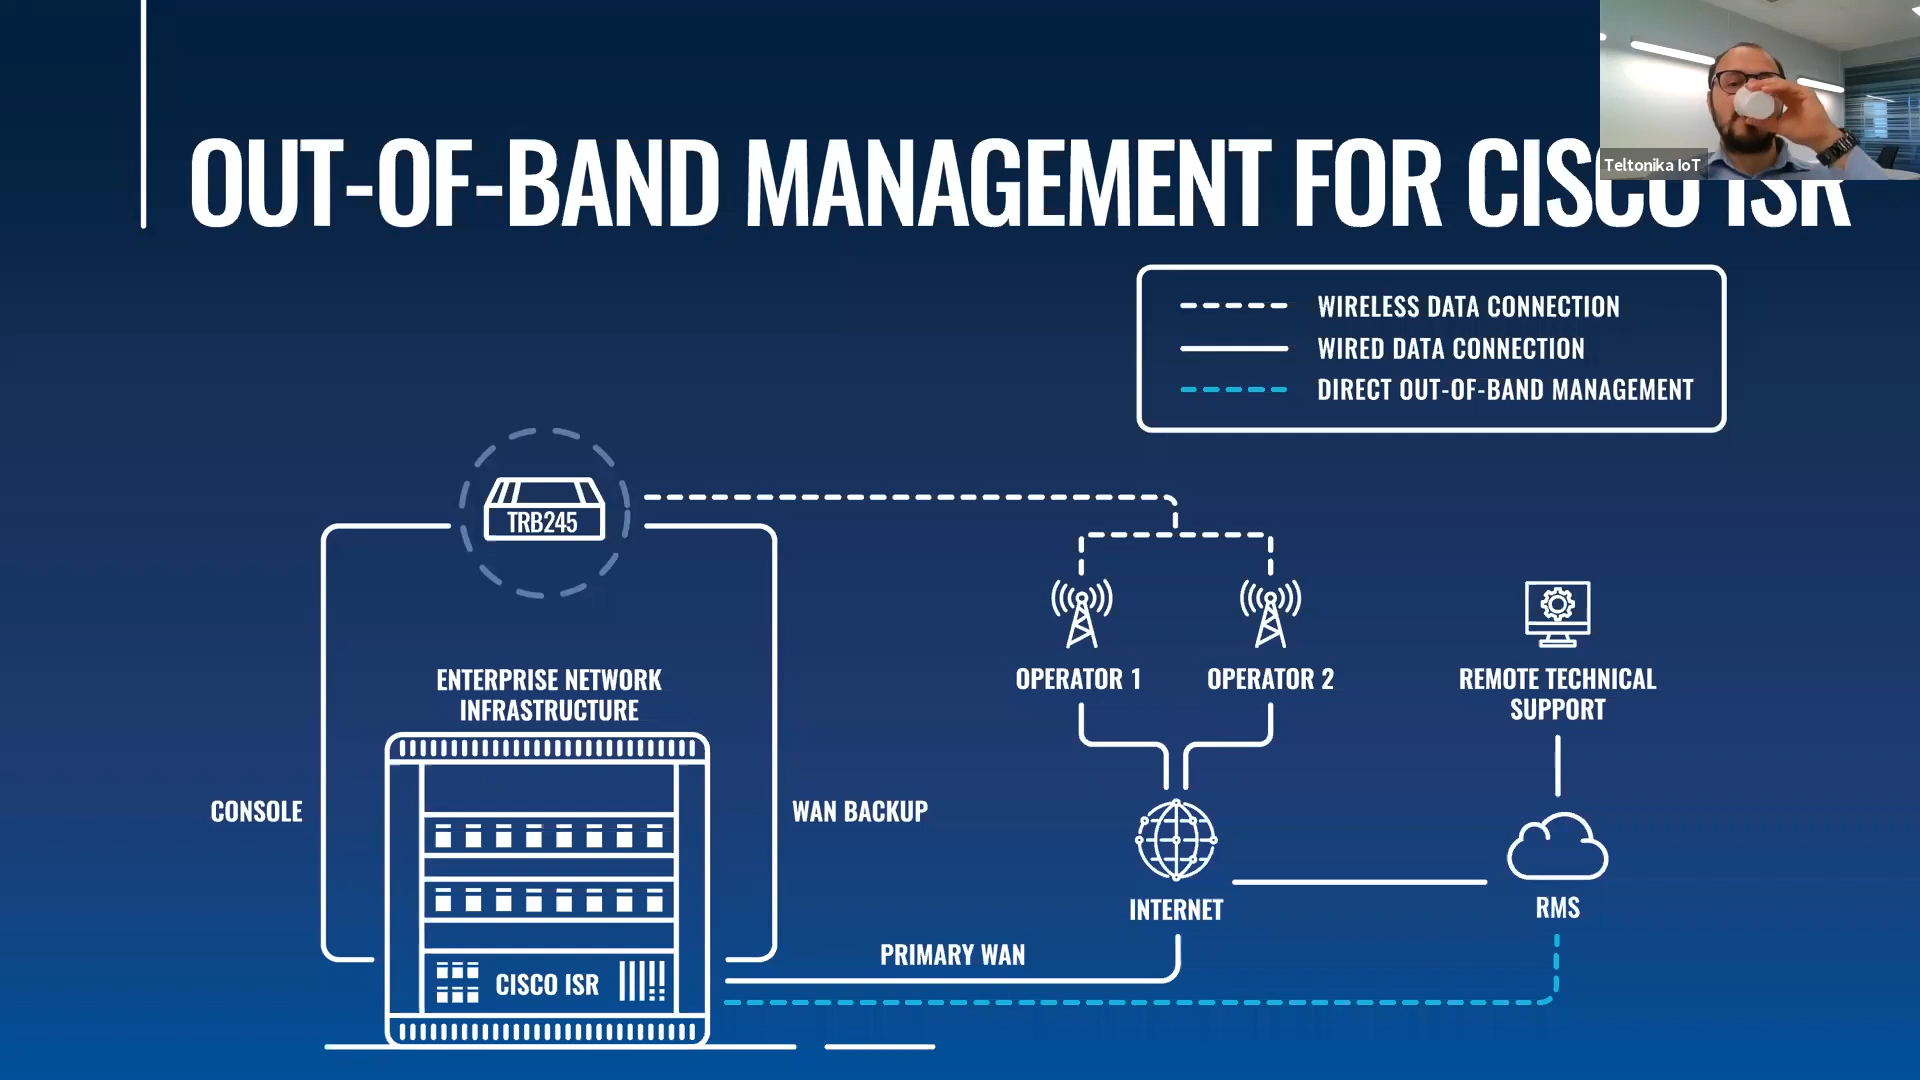 OUT-OF-BAND MANAGEMENT FOR CISCO ISR
Teltonika IoT
WIRELESS DATA CONNECTION
WIRED DATA CONNECTION
DIRECT OUT-OF-BAND MANAGEMENT
TRB245
ENTERPRISE NETWORK
INFRASTRUCTURE
OPERATOR 1
OPERATOR 2
REMOTE TECHNICAL
SUPPORT
CONSOLE
WAN BACKUP
INTERNET
RMS
PRIMARY WAN
CISCO ISR